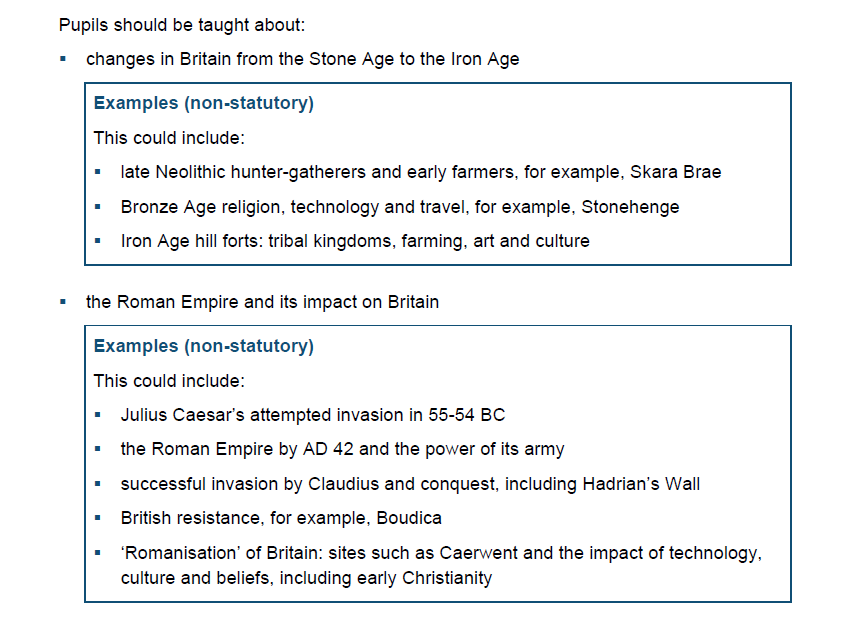 Pupils should be taught about:
▪ changes in Britain from the Stone Age to the Iron Age
Examples (non-statutory)
This could include:
▪ late Neolithic hunter-gatherers and early farmers, for example, Skara Brae
▪ Bronze Age religion, technology and travel, for example, Stonehenge
▪ Iron Age hill forts: tribal kingdoms, farming, art and culture
▪ the Roman Empire and its impact on Britain
Examples (non-statutory)
This could include:
▪ Julius Caesar’s attempted invasion in 55-54 BC
▪ the Roman Empire by AD 42 and the power of its army
▪ successful invasion by Claudius and conquest, including Hadrian’s Wall
▪ British resistance, for example, Boudica
▪ ‘Romanisation’ of Britain: sites such as Caerwent and the impact of technology,
culture and beliefs, including early Christianity